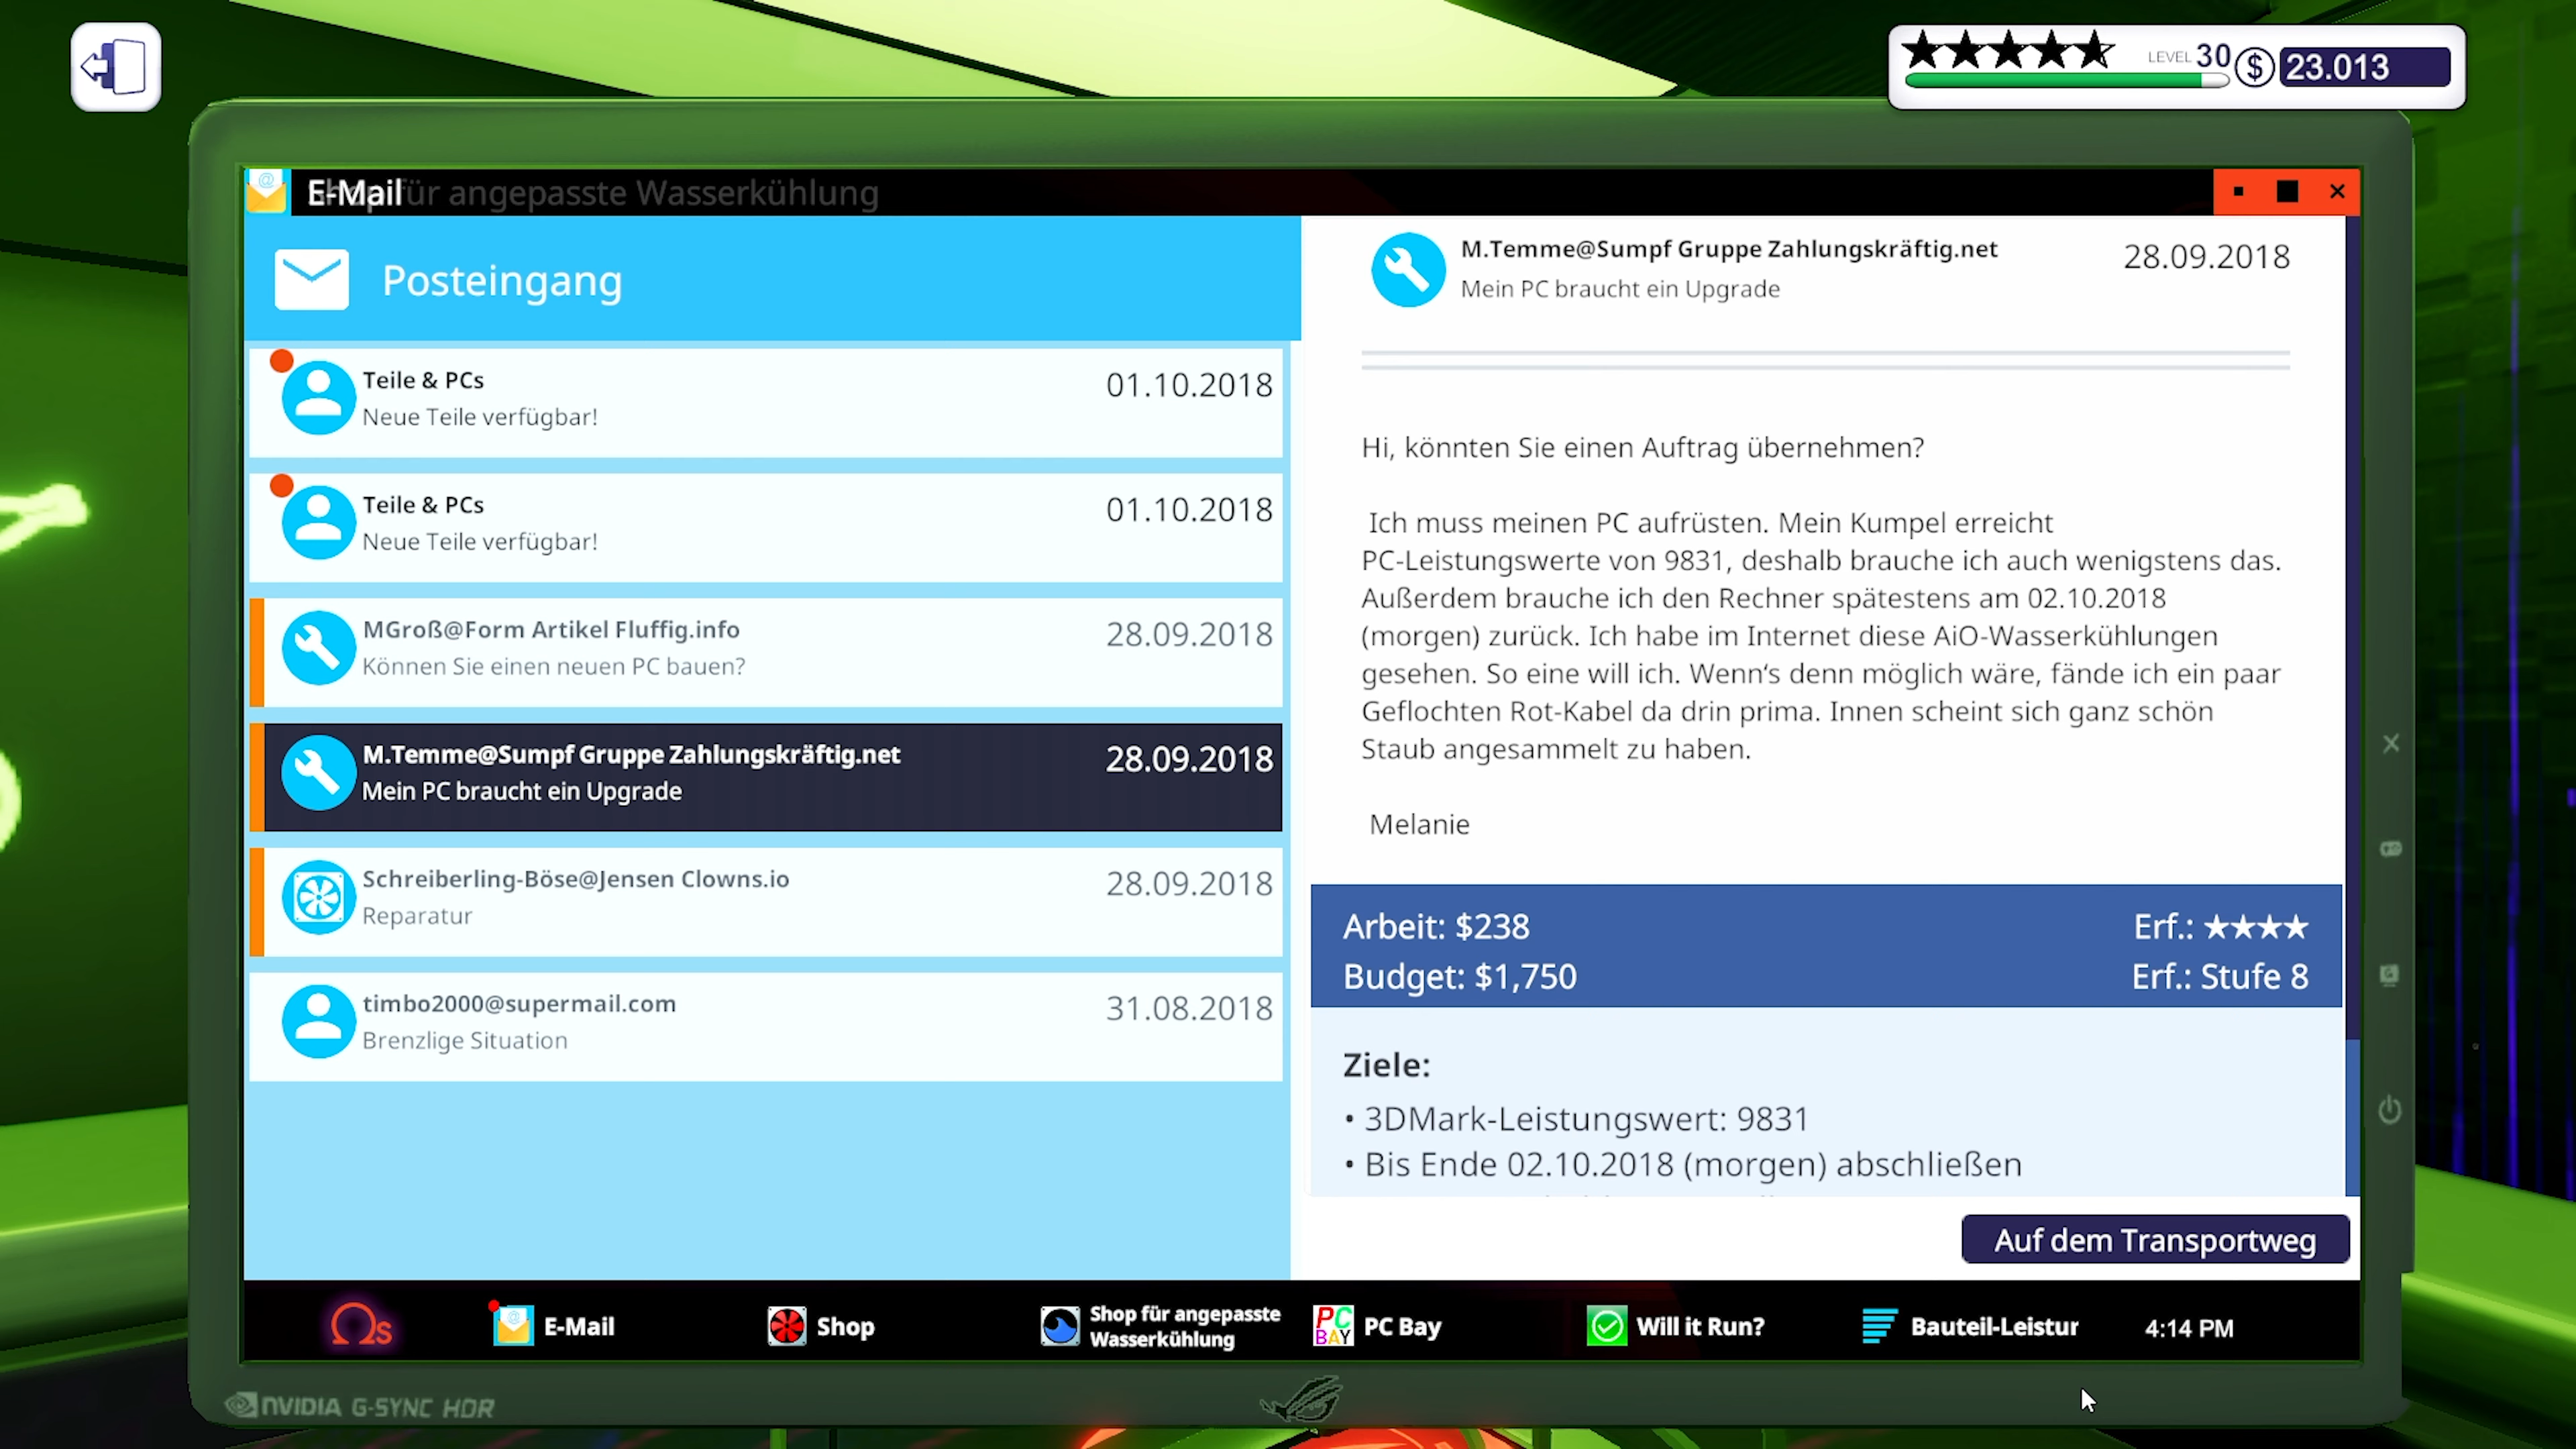 LEVEL 30 $ 23.013
E-Mail
Shop für angepasste Wasserkühlung
Posteingang
Teile & PCs
01.10.2018
Neue Teile verfügbar!
Teile & PCs
01.10.2018
Neue Teile verfügbar!
MGroß@Form Artikel Fluffig.info
28.09.2018
Können Sie einen neuen PC bauen?
M.Temme@Sumpf Gruppe Zahlungskräftig.net
28.09.2018
Mein PC braucht ein Upgrade
Schreiberling-Böse@Jensen Clowns.io
28.09.2018
Reparatur
timbo2000@supermail.com
31.08.2018
Brenzlige Situation
M.Temme@Sumpf Gruppe Zahlungskräftig.net
28.09.2018
Mein PC braucht ein Upgrade
Hi, könnten Sie einen Auftrag übernehmen?
Ich muss meinen PC aufrüsten. Mein Kumpel erreicht
PC-Leistungswerte von 9831, deshalb brauche ich auch wenigstens das.
Außerdem brauche ich den Rechner spätestens am 02.10.2018
(morgen) zurück. Ich habe im Internet diese AiO-Wasserkühlungen
gesehen. So eine will ich. Wenn's denn möglich wäre, fände ich ein paar
Geflochten Rot-Kabel da drin prima. Innen scheint sich ganz schön
Staub angesammelt zu haben.
Melanie
Arbeit: $238
Erf.: ★★★★
Budget: $1,750
Erf.: Stufe 8
Ziele:
• 3DMark-Leistungswert: 9831
• Bis Ende 02.10.2018 (morgen) abschließen
Auf dem Transportweg
Ωs
E-Mail
Shop
Shop für angepasste
Wasserkühlung
PC BAY
PC Bay
Will it Run?
Bauteil-Leistur
4:14 PM
NVIDIA G-SYNC HDR